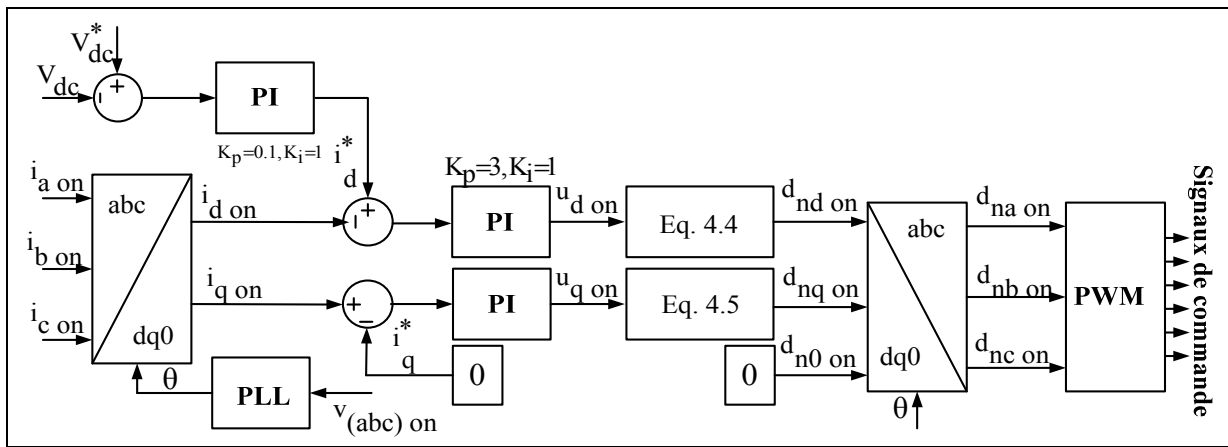 V*dc
+
Vdc
-
PI
Kp=0.1,Ki=1
i*d
ia on
ib on
ic on
abc
dq0
id on
iq on
+
-
+
-
Kp=3,Ki=1
PI
ud on
Eq. 4.4
dnd on
PI
uq on
Eq. 4.5
dnq on
i*q
0
0
dn0 on
θ
PLL
v(abc) on
abc
dq0
θ
dna on
dnb on
dnc on
PWM
Signaux de commande